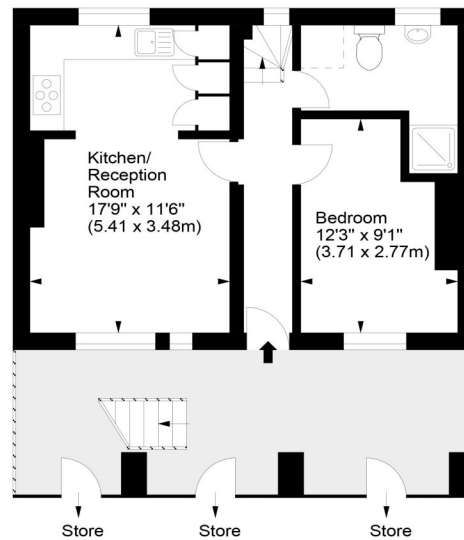 Kitchen/
Reception
Room
17'9" x 11'6"
(5.41 x 3.48m)
Bedroom
12'3" x 9'1"
(3.71 x 2.77m)
Store
Store
Store